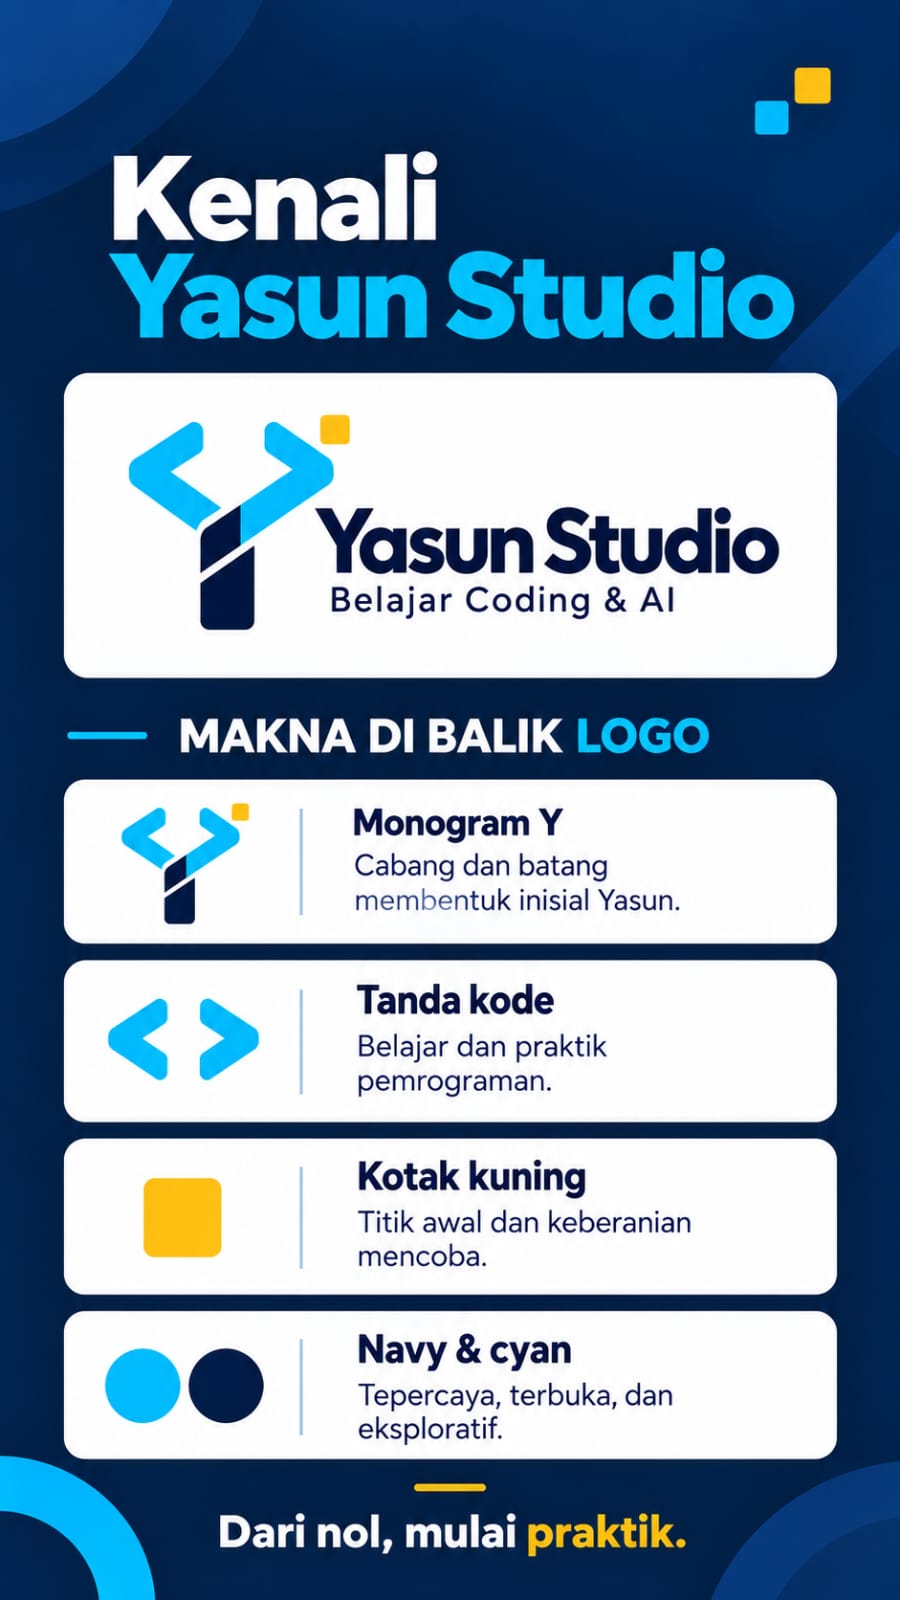 Kenali
Yasun Studio
Yasun Studio
Belajar Coding & AI
MAKNA DI BALIK LOGO
Monogram Y
Cabang dan batang
membentuk inisial Yasun.
Tanda kode
Belajar dan praktik
pemrograman.
Kotak kuning
Titik awal dan keberanian
mencoba.
Navy & cyan
Tepercaya, terbuka, dan
eksploratif.
Dari nol, mulai praktik.